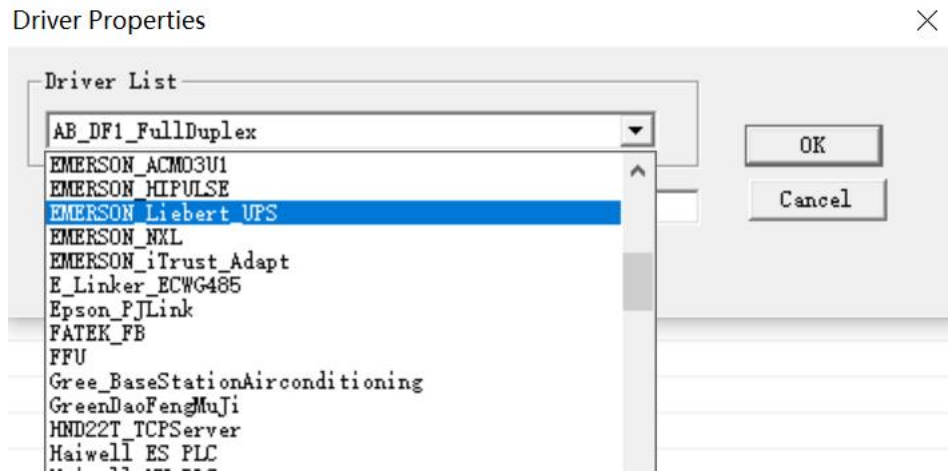 Driver Properties
Driver List
AB_DF1_FullDuplex
OK
EMERSON_ACMO3U1
EMERSON_HIPULSE
Cancel
EMERSON_Liebert_UPS
EMERSON_NXL
EMERSON_iTrust_Adapt
E_Linker_ECWG485
Epson_PJLink
FATEK_FB
FFU
Gree_BaseStationAirconditioning
GreenDaoFengMuJi
HND22T_TCPServer
Haiwell ES PLC